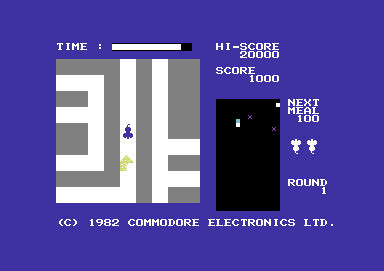 TIME :
HI-SCORE
20000
SCORE
1000
NEXT
MEAL
100
ROUND
1
(C) 1982 COMMODORE ELECTRONICS LTD.